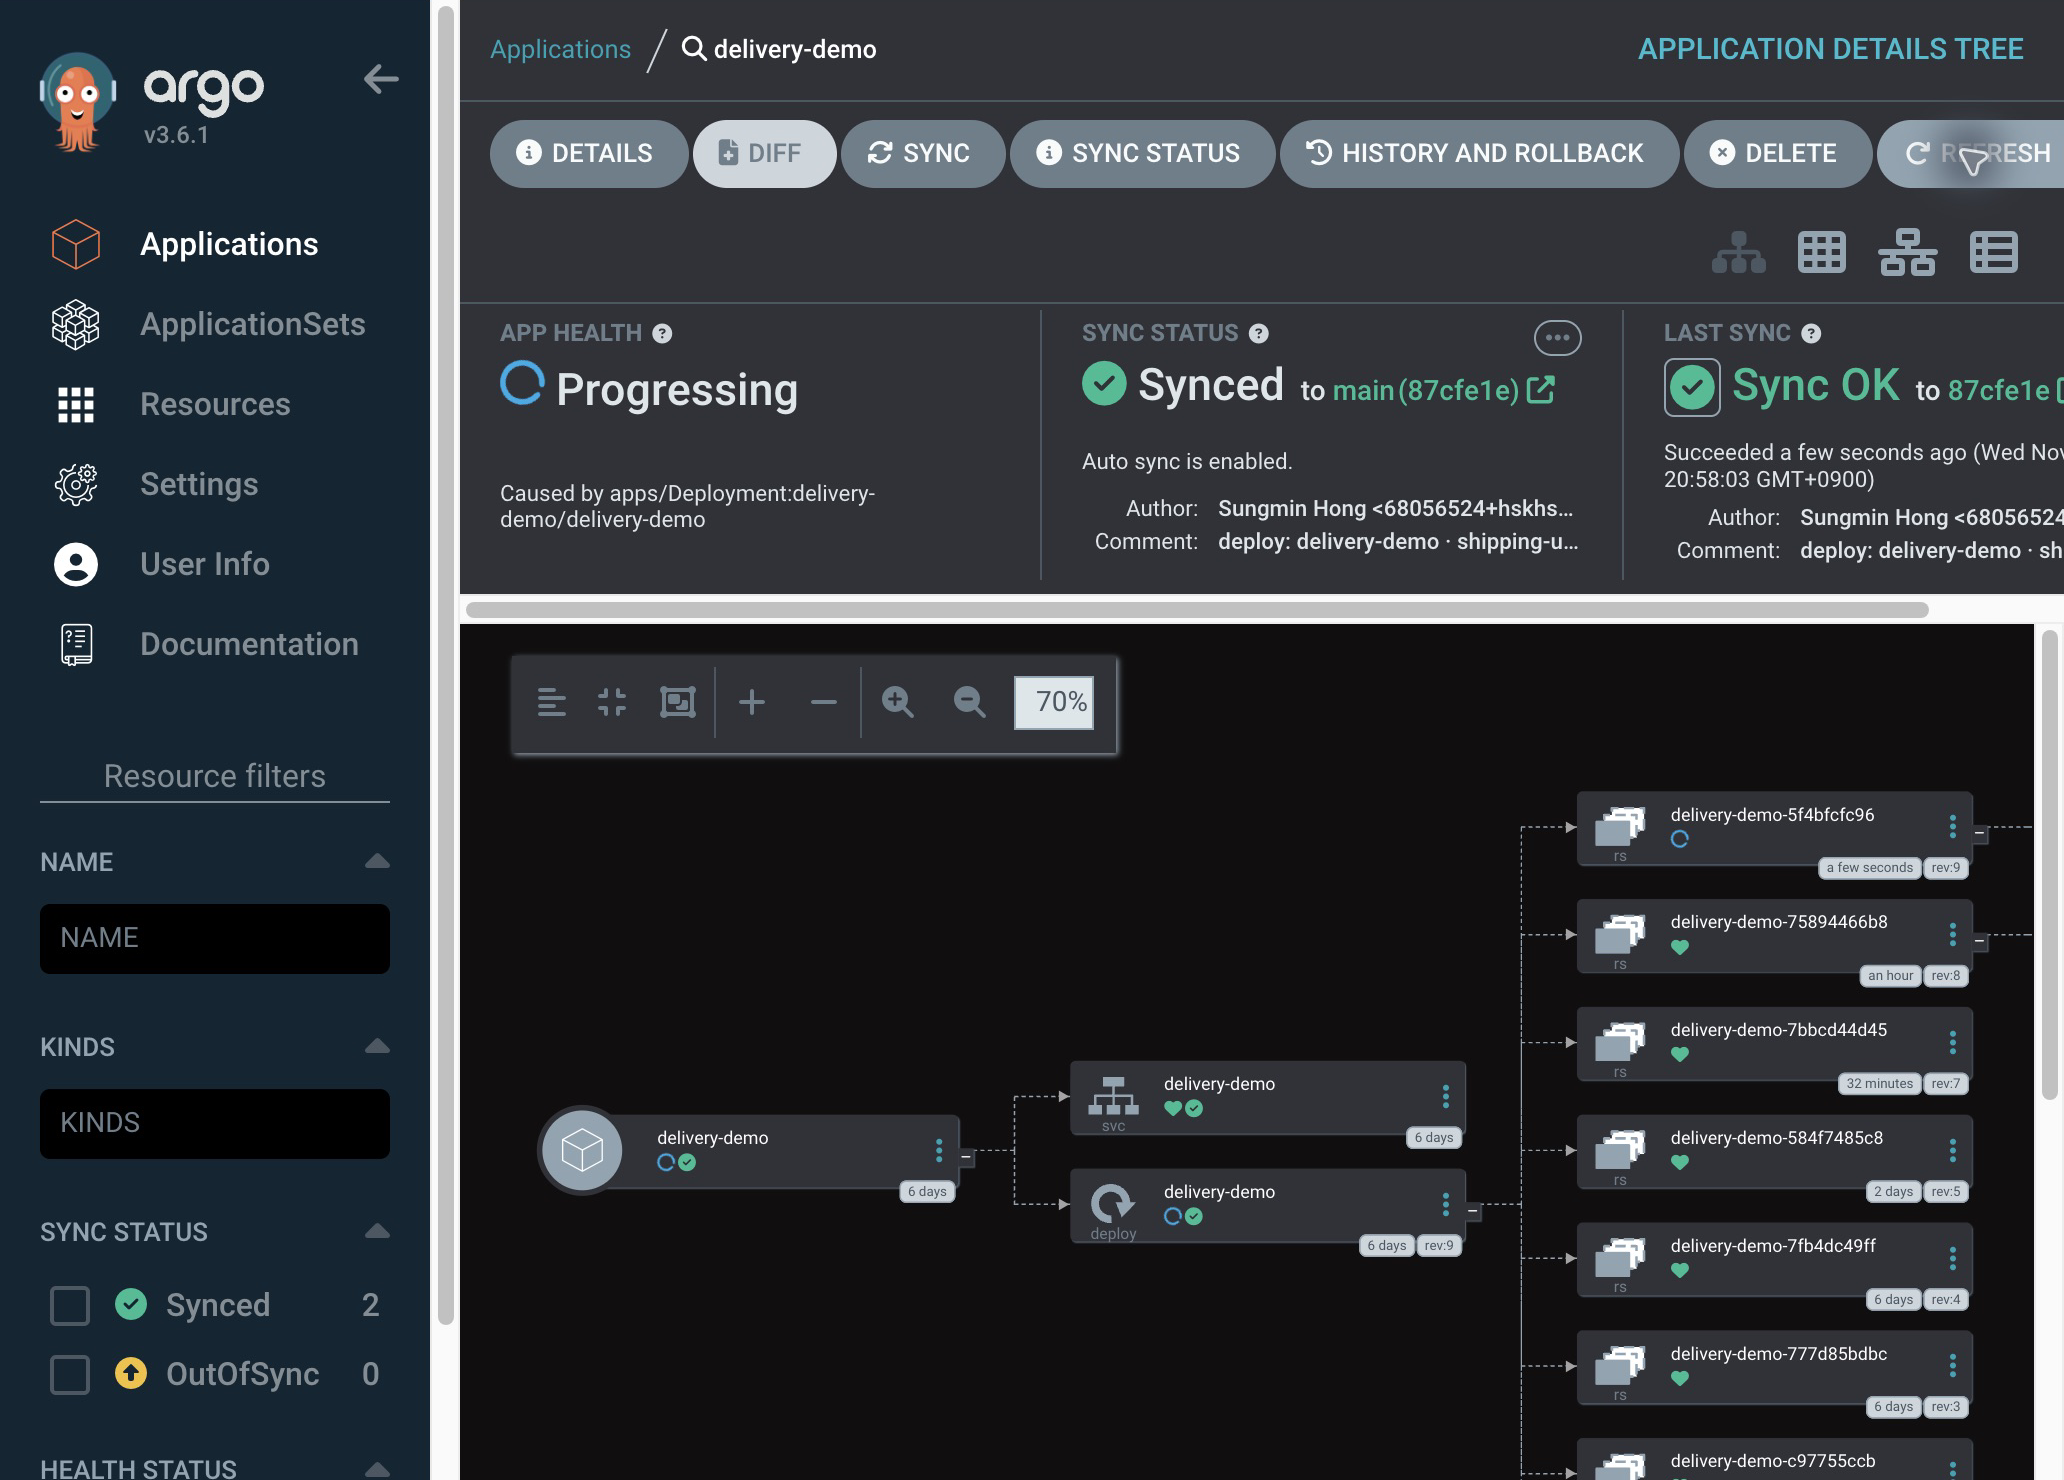 argo
v3.6.1
Applications
ApplicationSets
Resources
Settings
User Info
Documentation
Resource filters
NAME
NAME
KINDS
KINDS
SYNC STATUS
Synced 2
OutOfSync 0
HEALTH STATUS
Applications / delivery-demo
APPLICATION DETAILS TREE
DETAILS DIFF SYNC SYNC STATUS HISTORY AND ROLLBACK DELETE REFRESH
APP HEALTH
Progressing
Caused by apps/Deployment:delivery-
demo/delivery-demo
SYNC STATUS
Synced to main (87cfe1e)
Auto sync is enabled.
Author: Sungmin Hong <68056524+hskhs...
Comment: deploy: delivery-demo · shipping-u...
LAST SYNC
Sync OK to 87cfe1e
Succeeded a few seconds ago (Wed Nov
20:58:03 GMT+0900)
Author: Sungmin Hong <68056524
Comment: deploy: delivery-demo · sh
70%
delivery-demo
6 days
delivery-demo
svc
6 days
delivery-demo
deploy
6 days rev:9
delivery-demo-5f4bfcfc96
rs
a few seconds rev:9
delivery-demo-75894466b8
rs
an hour rev:8
delivery-demo-7bbcd44d45
rs
32 minutes rev:7
delivery-demo-584f7485c8
rs
2 days rev:5
delivery-demo-7fb4dc49ff
rs
6 days rev:4
delivery-demo-777d85bdbc
rs
6 days rev:3
delivery-demo-c97755ccb